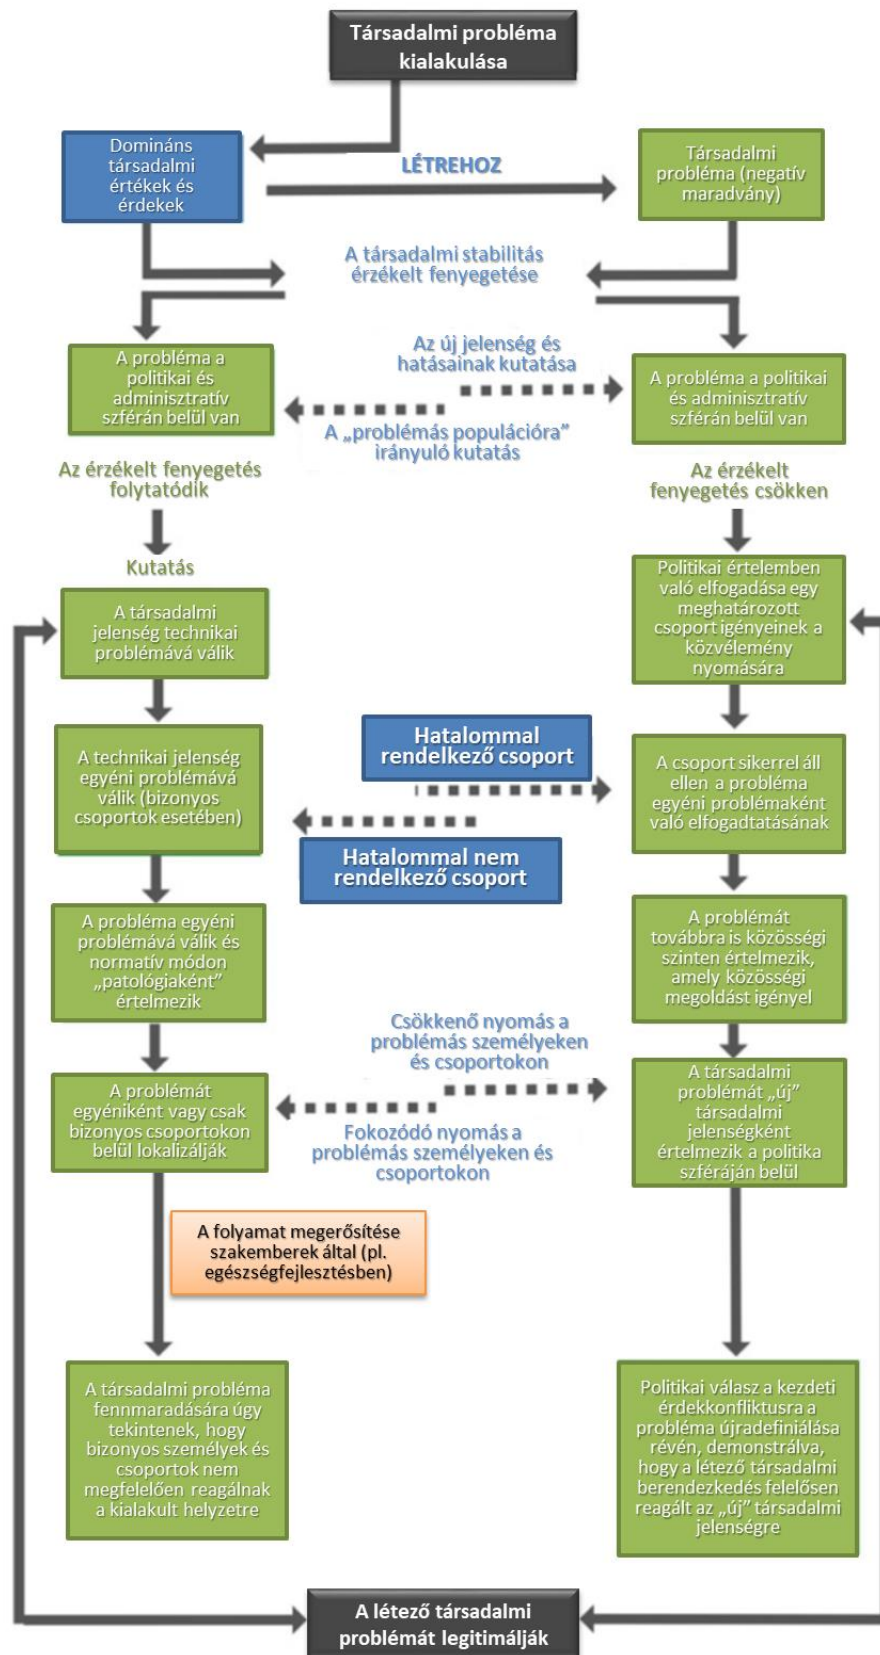 Társadalmi probléma
kialakulása
Domináns
társadalmi
értékek és
érdekek
LÉTREHOZ
Társadalmi
probléma (negatív
maradvány)
A társadalmi stabilitás
érzékelt fenyegetése
A probléma a
politikai és
adminisztratív
szférán belül van
Az új jelenség és
hatásainak kutatása
A „problémás populációra”
irányuló kutatás
A probléma a politikai
és adminisztratív
szférán belül van
Az érzékelt fenyegetés
folytatódik
Az érzékelt
fenyegetés csökken
Kutatás
A társadalmi
jelenség technikai
problémává válik
Politikai értelemben
való elfogadása egy
meghatározott
csoport igényeinek a
közvélemény
nyomására
A technikai jelenség
egyéni problémává
válik (bizonyos
csoportok esetében)
Hatalommal
rendelkező csoport
Hatalommal nem
rendelkező csoport
A csoport sikerrel áll
ellen a probléma
egyéni problémaként
való elfogadtatásának
A probléma egyéni
problémává válik és
normatív módon
„patológiaként”
értelmezik
A problémát
továbbra is közösségi
szinten értelmezik,
amely közösségi
megoldást igényel
Csökkenő nyomás a
problémás személyeken
és csoportokon
A problémát
egyéniként vagy csak
bizonyos csoportokon
belül lokalizálják
Fokozódó nyomás a
problémás személyeken és
csoportokon
A társadalmi
problémát „új”
társadalmi
jelenségként
értelmezik a politika
szféráján belül
A folyamat megerősítése
szakemberek által (pl.
egészségfejlesztésben)
A társadalmi probléma
fennmaradására úgy
tekintenek, hogy
bizonyos személyek és
csoportok nem
megfelelően reagálnak
a kialakult helyzetre
Politikai válasz a kezdeti
érdekkonfliktusra a
probléma újradefiniálása
révén, demonstrálva,
hogy a létező társadalmi
berendezkedés felelősen
reagált az „új” társadalmi
jelenségre
A létező társadalmi
problémát legitimálják